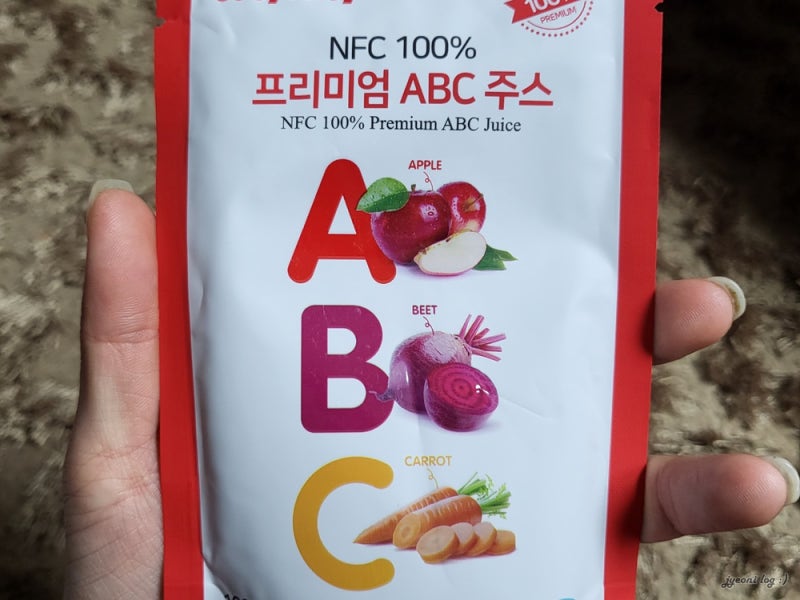 100%
PREMIUM
NFC 100%
프리미엄 ABC 주스
NFC 100% Premium ABC Juice
A
APPLE
B
BEET
C
CARROT
jyeoni log :)